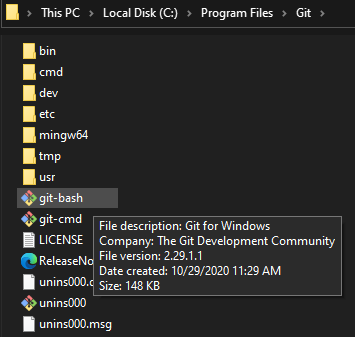 This PC > Local Disk (C:) > Program Files > Git >
bin
cmd
dev
etc
mingw64
tmp
usr
git-bash
git-cmd
File description: Git for Windows
LICENSE
Company: The Git Development Community
File version: 2.29.1.1
ReleaseNo
Date created: 10/29/2020 11:29 AM
unins000.d
Size: 148 KB
unins000
unins000.msg